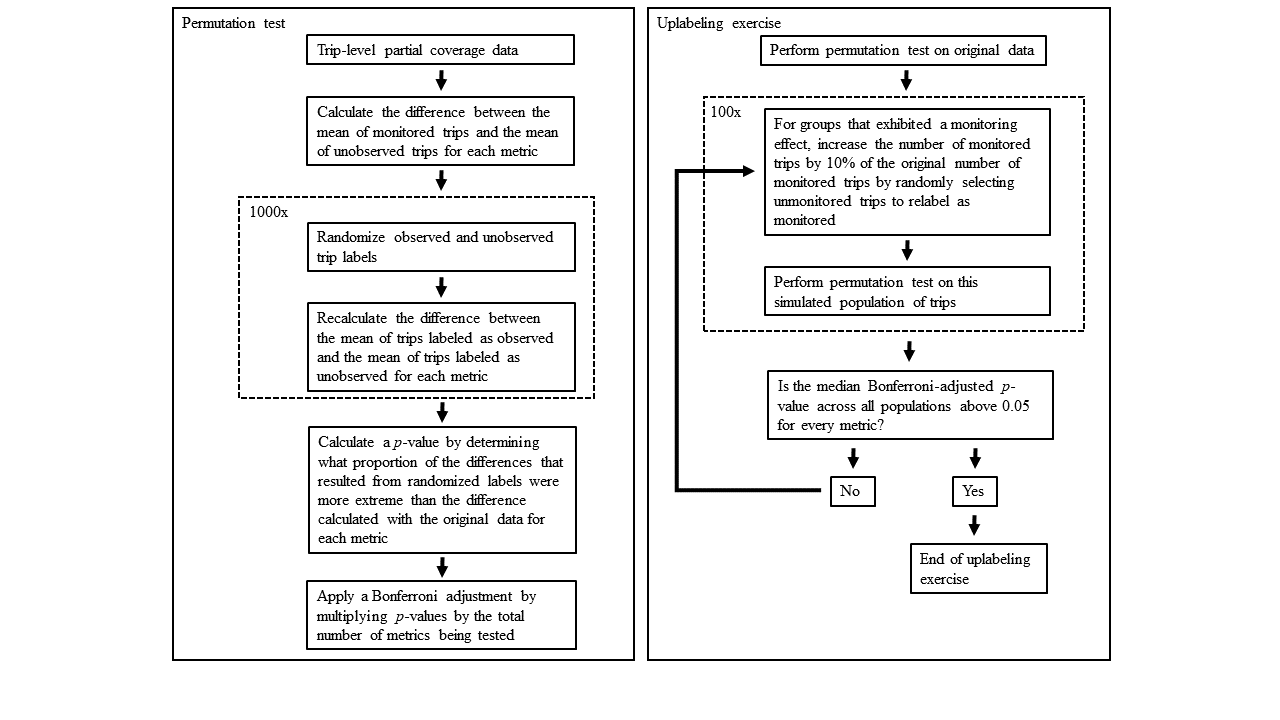 Permutation test
Trip-level partial coverage data
Calculate the difference between the
mean of monitored trips and the mean
of unobserved trips for each metric
1000x
Randomize observed and unobserved
trip labels
Recalculate the difference between
the mean of trips labeled as observed
and the mean of trips labeled as
unobserved for each metric
Calculate a p-value by determining
what proportion of the differences that
resulted from randomized labels were
more extreme than the difference
calculated with the original data for
each metric
Apply a Bonferroni adjustment by
multiplying p-values by the total
number of metrics being tested
Uplabeling exercise
Perform permutation test on original data
100x
For groups that exhibited a monitoring
effect, increase the number of monitored
trips by 10% of the original number of
monitored trips by randomly selecting
unmonitored trips to relabel as
monitored
Perform permutation test on this
simulated population of trips
Is the median Bonferroni-adjusted p-
value across all populations above 0.05
for every metric?
No
Yes
End of uplabeling
exercise